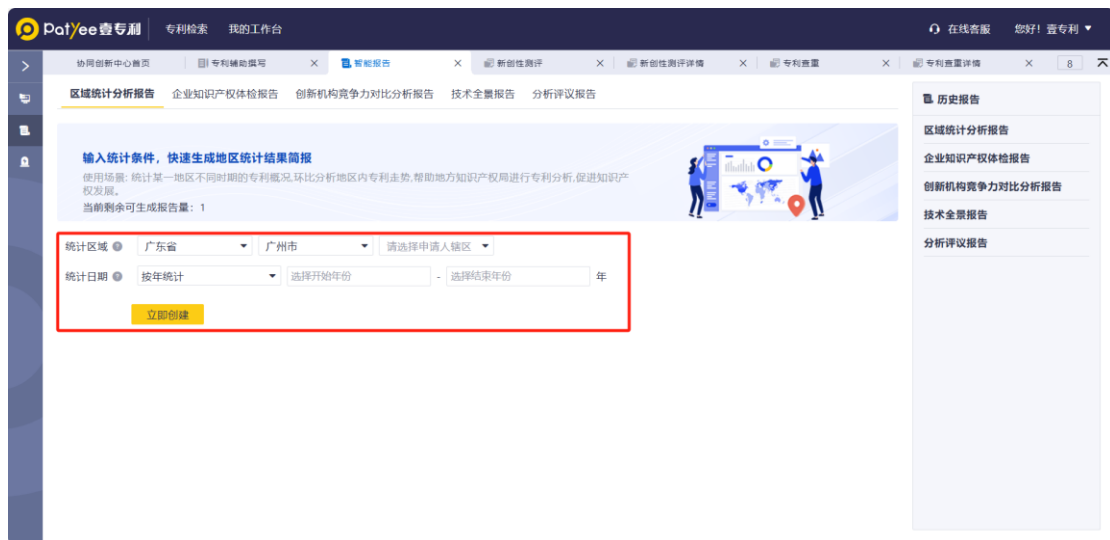 Patyee壹专利 专利检索 我的工作台 在线客服 您好！壹专利
协同创新中心首页 专利辅助撰写 智能报告 新创性测评 新创性测评详情 专利查重 专利查重详情 8
区域统计分析报告 企业知识产权体检报告 创新机构竞争力对比分析报告 技术全景报告 分析评议报告
输入统计条件，快速生成地区统计结果简报
使用场景: 统计某一地区不同时期的专利概况,环比分析地区内专利走势,帮助地方知识产权局进行专利分析,促进知识产
权发展。
当前剩余可生成报告量：1
统计区域 广东省 广州市 请选择申请人辖区
统计日期 按年统计 选择开始年份 - 选择结束年份 年
立即创建
历史报告
区域统计分析报告
企业知识产权体检报告
创新机构竞争力对比分析报告
技术全景报告
分析评议报告